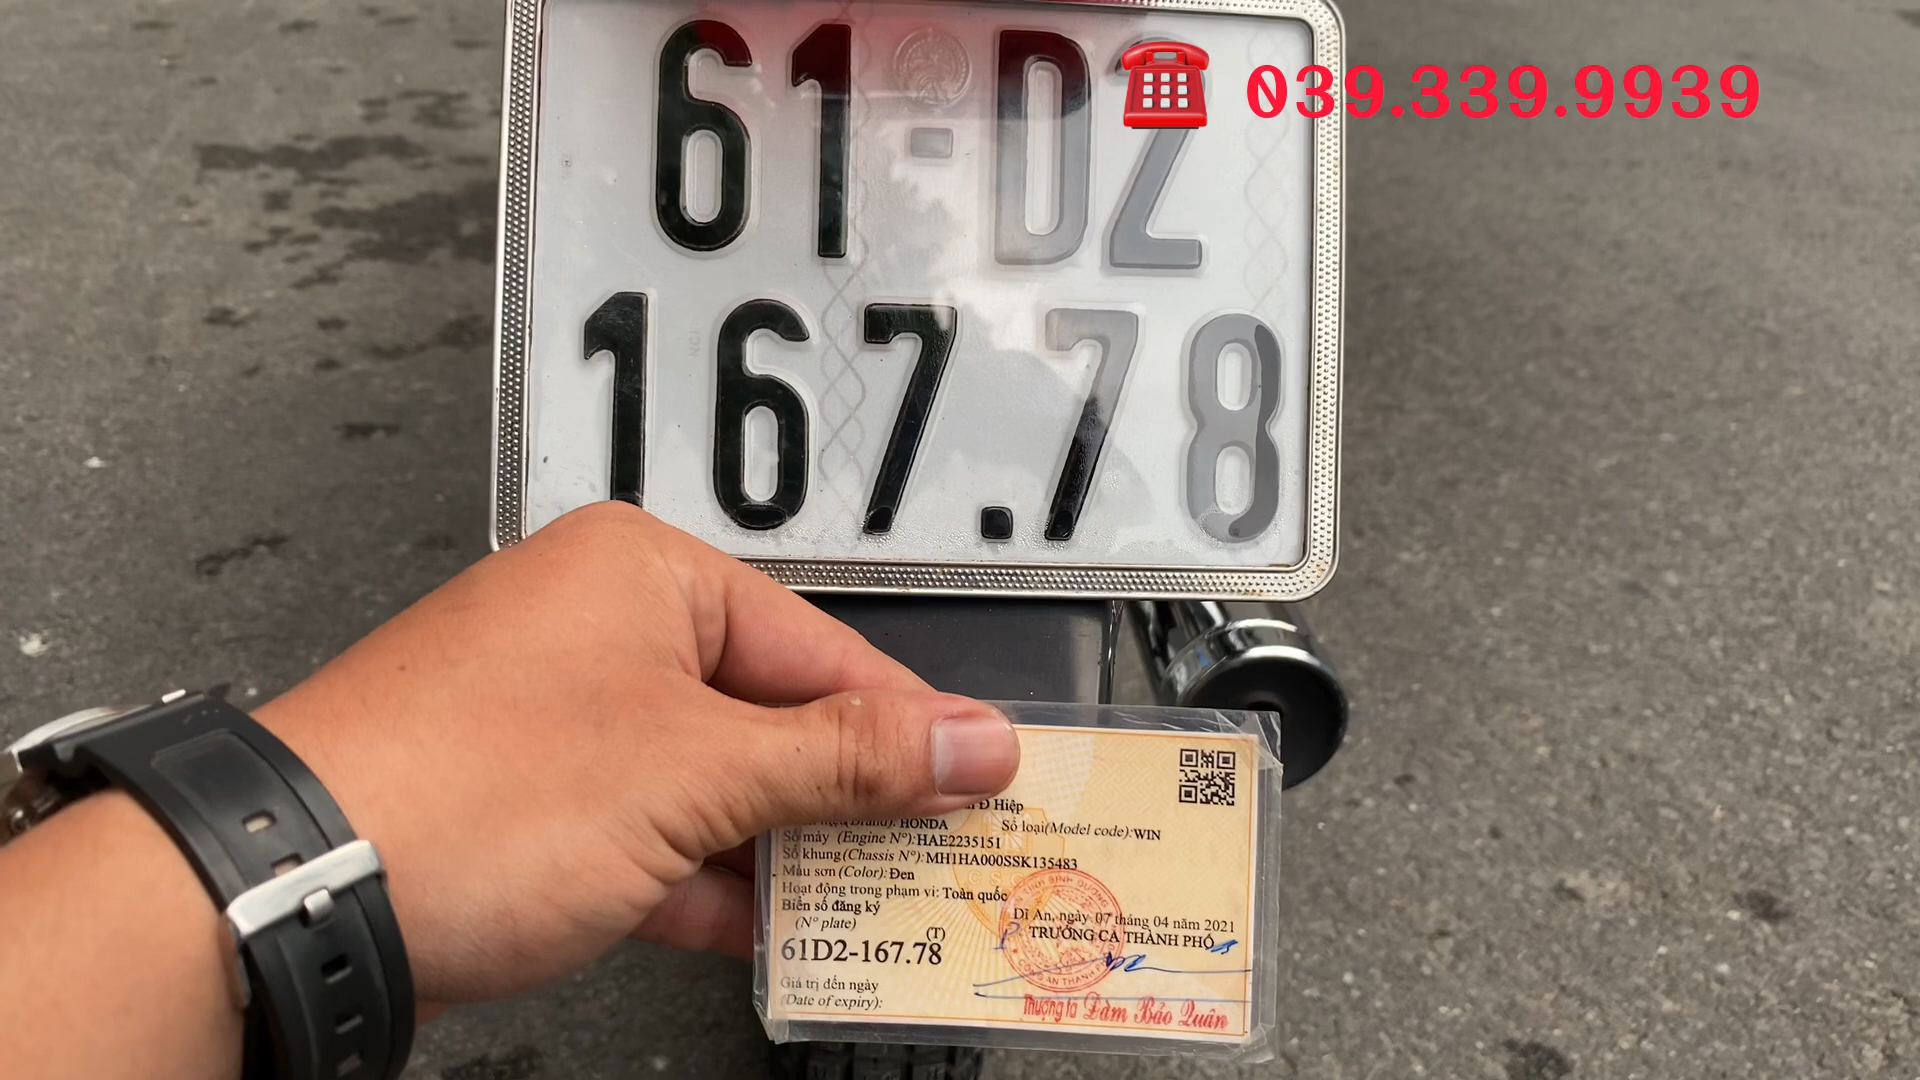 61-D2
039.339.9939
167.78
Đ Hiệp
(Brand): HONDA Số loại(Model code):WIN
Số máy (Engine N°):HAE2235151
Số khung(Chassis N°):MH1HA000SSK135483
Màu sơn (Color):Đen
Hoạt động trong phạm vi: Toàn quốc
Biển số đăng ký
(N° plate)
(T)
61D2-167.78
Dĩ An, ngày 07 tháng 04 năm 2021
TRƯỞNG CA THÀNH PHỐ
Giá trị đến ngày
(Date of expiry):
Thượng tá Đàm Bảo Quân